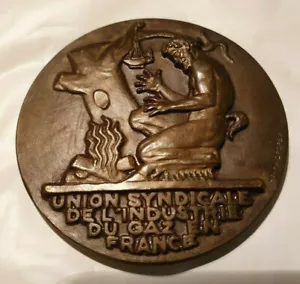 UNION SYNDICALE
DE L'INDUSTRIE
DU GAZ EN
FRANCE